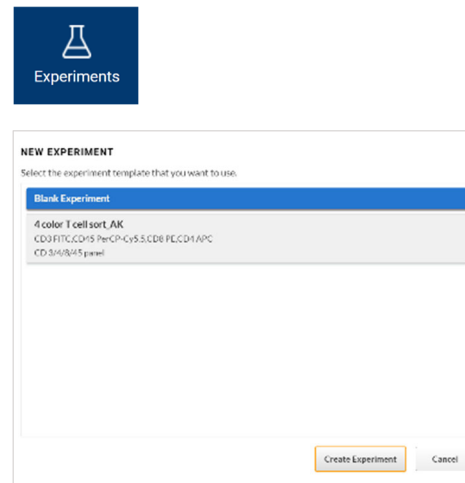 Experiments
NEW EXPERIMENT
Select the experiment template that you want to use.
Blank Experiment
4 color T cell sort_AK
CD3 FITC,CD45 PerCP-Cy5.5,CD8 PE,CD4 APC
CD 3/4/8/45 panel
Create Experiment
Cancel